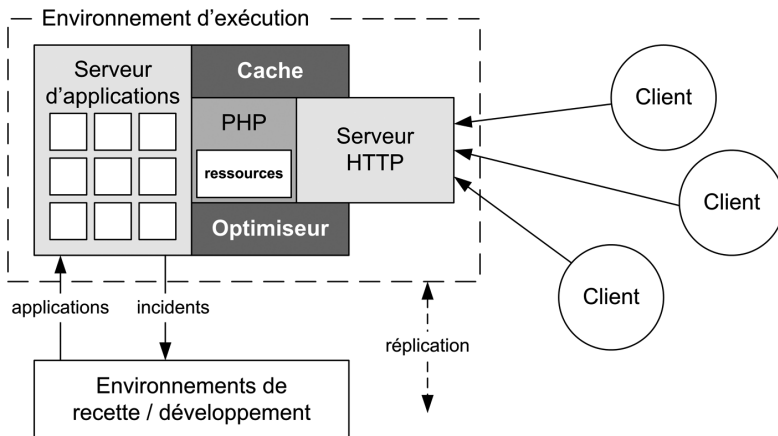 Environnement d’exécution
Serveur
d’applications
Cache
PHP
ressources
Serveur
HTTP
Optimiseur
Client
Client
Client
applications
incidents
réplication
Environnements de
recette / développement